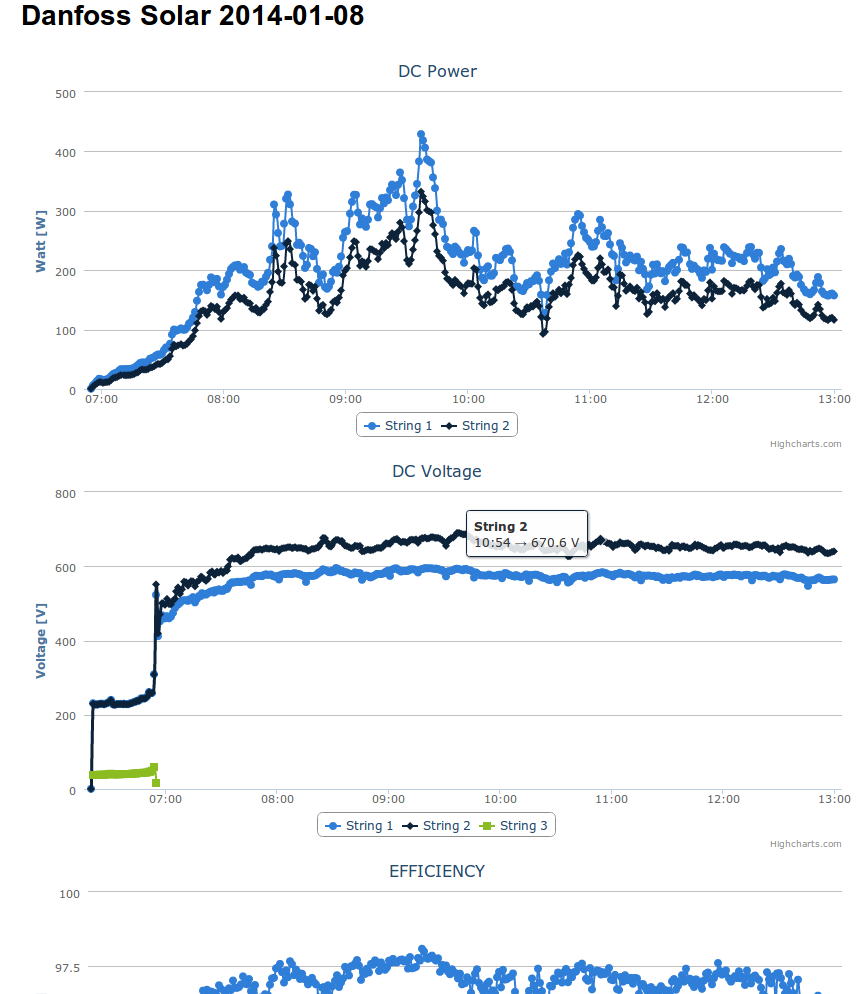 Danfoss Solar 2014-01-08
DC Power
Watt [W]
500
400
300
200
100
0
07:00 08:00 09:00 10:00 11:00 12:00 13:00
String 1 String 2
Highcharts.com
DC Voltage
Voltage [V]
800
600
400
200
0
String 2
10:54 → 670.6 V
07:00 08:00 09:00 10:00 11:00 12:00 13:00
String 1 String 2 String 3
Highcharts.com
EFFICIENCY
100
97.5